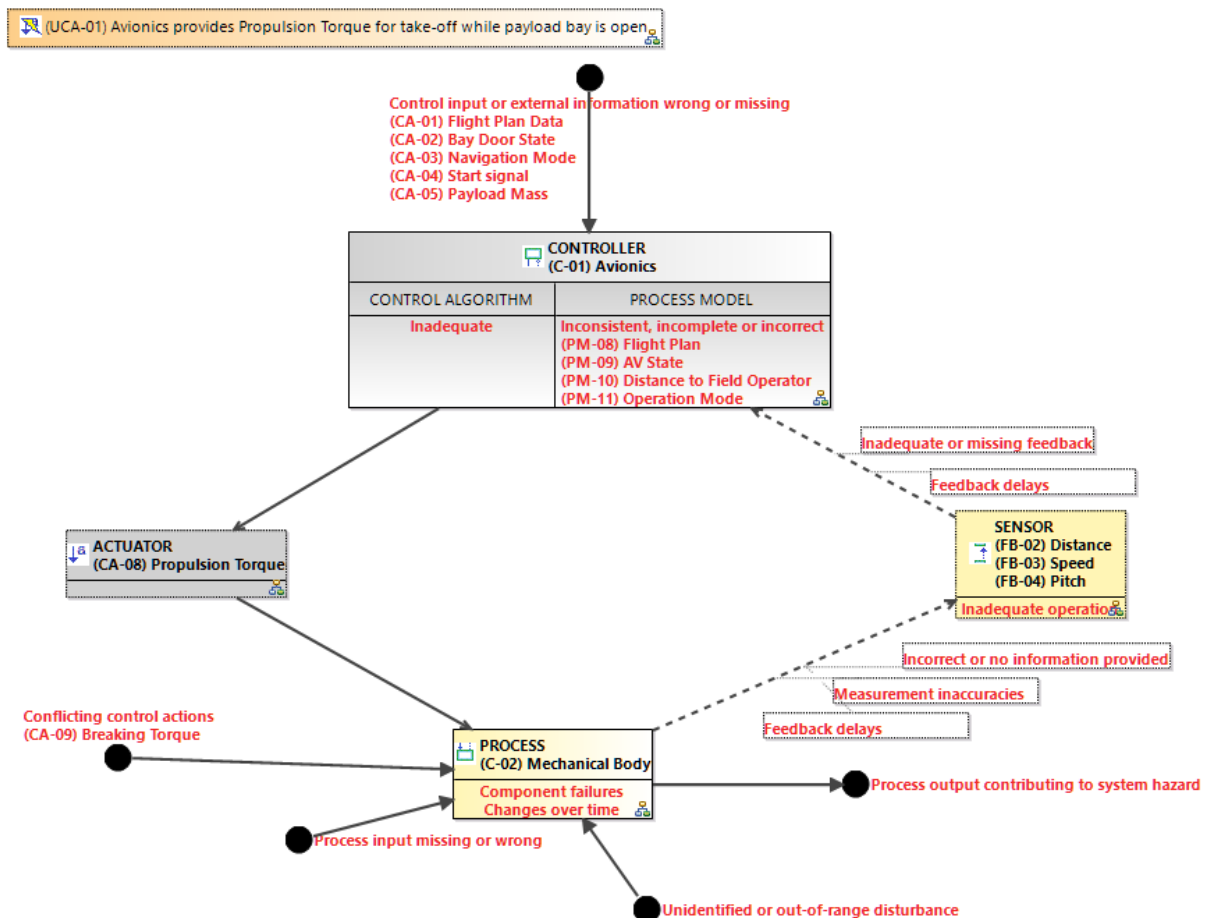 (UCA-01) Avionics provides Propulsion Torque for take-off while payload bay is open
Control input or external information wrong or missing
(CA-01) Flight Plan Data
(CA-02) Bay Door State
(CA-03) Navigation Mode
(CA-04) Start signal
(CA-05) Payload Mass
CONTROLLER
(C-01) Avionics
CONTROL ALGORITHM
PROCESS MODEL
Inadequate
Inconsistent, incomplete or incorrect
(PM-08) Flight Plan
(PM-09) AV State
(PM-10) Distance to Field Operator
(PM-11) Operation Mode
Inadequate or missing feedback
Feedback delays
ACTUATOR
(CA-08) Propulsion Torque
SENSOR
(FB-02) Distance
(FB-03) Speed
(FB-04) Pitch
Inadequate operation
Incorrect or no information provided
Measurement inaccuracies
Feedback delays
Conflicting control actions
(CA-09) Breaking Torque
PROCESS
(C-02) Mechanical Body
Component failures
Changes over time
Process output contributing to system hazard
Process input missing or wrong
Unidentified or out-of-range disturbance